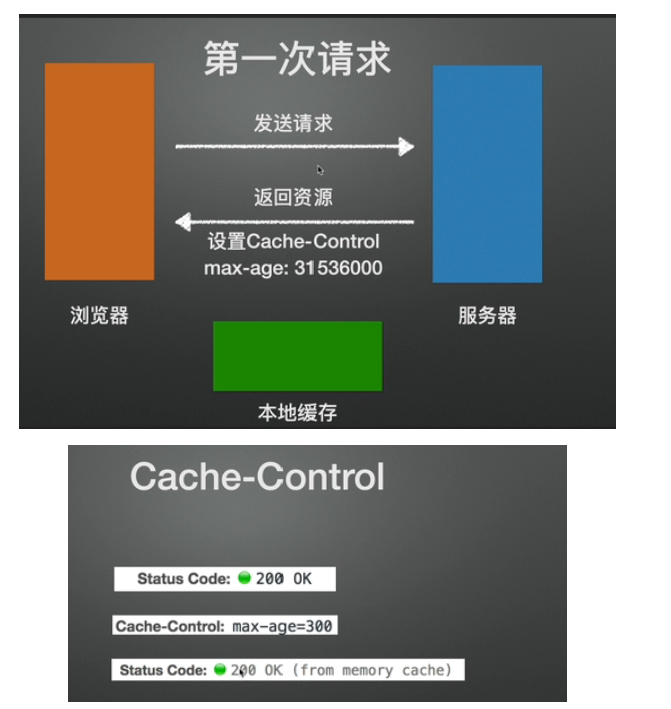 第一次请求
发送请求
返回资源
设置Cache-Control
max-age: 31536000
浏览器
服务器
本地缓存
Cache-Control
Status Code: 200 OK
Cache-Control: max-age=300
Status Code: 200 OK (from memory cache)